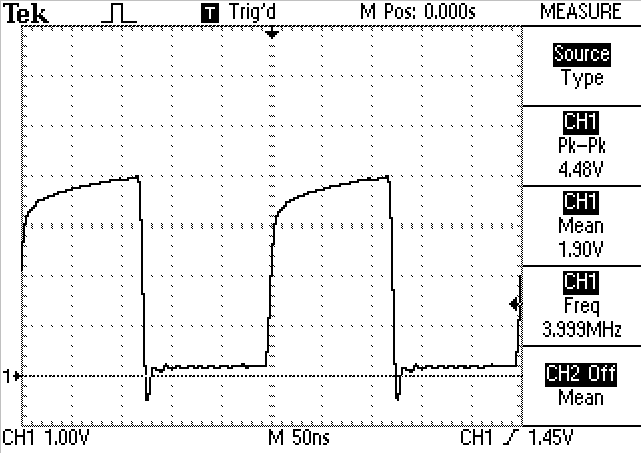 Tek T Trig'd M Pos: 0.000s MEASURE
Source
Type
CH1
Pk-Pk
4.48V
CH1
Mean
1.90V
CH1
Freq
3.999MHz
CH2 Off
Mean
1
CH1 1.00V M 50ns CH1 1.45V